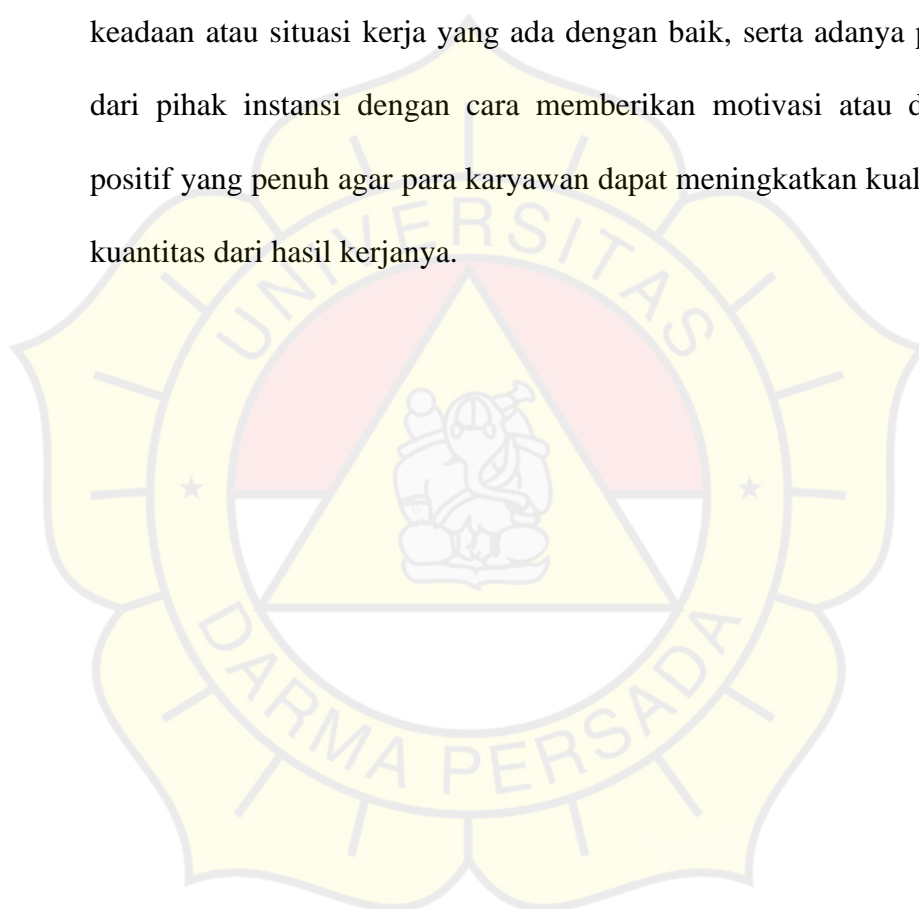 keadaan atau situasi kerja yang ada dengan baik, serta adanya
dari pihak instansi dengan cara memberikan motivasi atau
positif yang penuh agar para karyawan dapat meningkatkan
kuantitas dari hasil kerjanya.
UNIVERSITAS
DARMA PERSADA